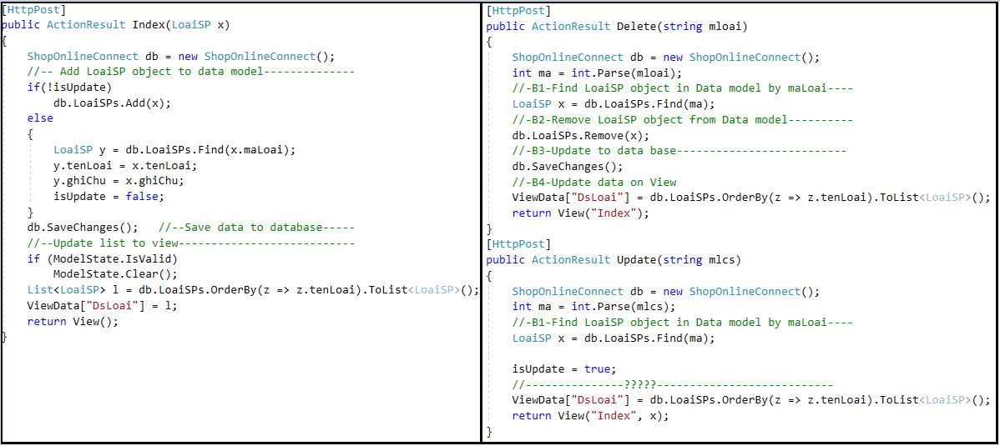 [HttpPost]
public ActionResult Index(LoaiSP x)
{
    ShopOnlineConnect db = new ShopOnlineConnect();
    //-- Add LoaiSP object to data model--------------
    if(!isUpdate)
        db.LoaiSPs.Add(x);
    else
    {
        LoaiSP y = db.LoaiSPs.Find(x.maLoai);
        y.tenLoai = x.tenLoai;
        y.ghiChu = x.ghiChu;
        isUpdate = false;
    }
    db.SaveChanges();   //--Save data to database-----
    //--Update list to view---------------------------
    if (ModelState.IsValid)
        ModelState.Clear();
    List<LoaiSP> l = db.LoaiSPs.OrderBy(z => z.tenLoai).ToList<LoaiSP>();
    ViewData["DsLoai"] = l;
    return View();
}
[HttpPost]
public ActionResult Delete(string mloai)
{
    ShopOnlineConnect db = new ShopOnlineConnect();
    int ma = int.Parse(mloai);
    //-B1-Find LoaiSP object in Data model by maLoai----
    LoaiSP x = db.LoaiSPs.Find(ma);
    //-B2-Remove LoaiSP object from Data model----------
    db.LoaiSPs.Remove(x);
    //-B3-Update to data base--------------------------
    db.SaveChanges();
    //-B4-Update data on View
    ViewData["DsLoai"] = db.LoaiSPs.OrderBy(z => z.tenLoai).ToList<LoaiSP>();
    return View("Index");
}
[HttpPost]
public ActionResult Update(string mlcs)
{
    ShopOnlineConnect db = new ShopOnlineConnect();
    int ma = int.Parse(mlcs);
    //-B1-Find LoaiSP object in Data model by maLoai----
    LoaiSP x = db.LoaiSPs.Find(ma);
    isUpdate = true;
    //---------------?????---------------------------
    ViewData["DsLoai"] = db.LoaiSPs.OrderBy(z => z.tenLoai).ToList<LoaiSP>();
    return View("Index", x);
}